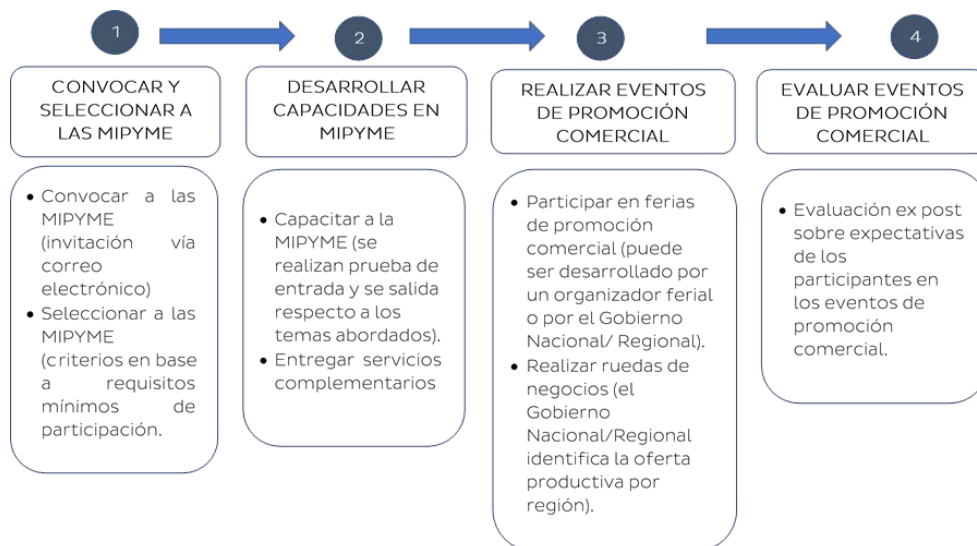 1
2
3
4
CONVOCAR Y
SELECCIONAR A
LAS MIPYME
DESARROLLAR
CAPACIDADES EN
MIPYME
REALIZAR EVENTOS
DE PROMOCIÓN
COMERCIAL
EVALUAR EVENTOS
DE PROMOCIÓN
COMERCIAL
• Convocar a las
MIPYME
(invitación vía
correo
electrónico)
• Seleccionar a las
MIPYME
(criterios en base
a requisitos
mínimos de
participación.
• Capacitar a la
MIPYME (se
realizan prueba de
entrada y se salida
respecto a los
temas abordados).
• Entregar servicios
complementarios
• Participar en ferias
de promoción
comercial (puede
ser desarrollado por
un organizador ferial
o por el Gobierno
Nacional/ Regional).
• Realizar ruedas de
negocios (el
Gobierno
Nacional/Regional
identifica la oferta
productiva por
región).
• Evaluación ex post
sobre expectativas
de los
participantes en
los eventos de
promoción
comercial.